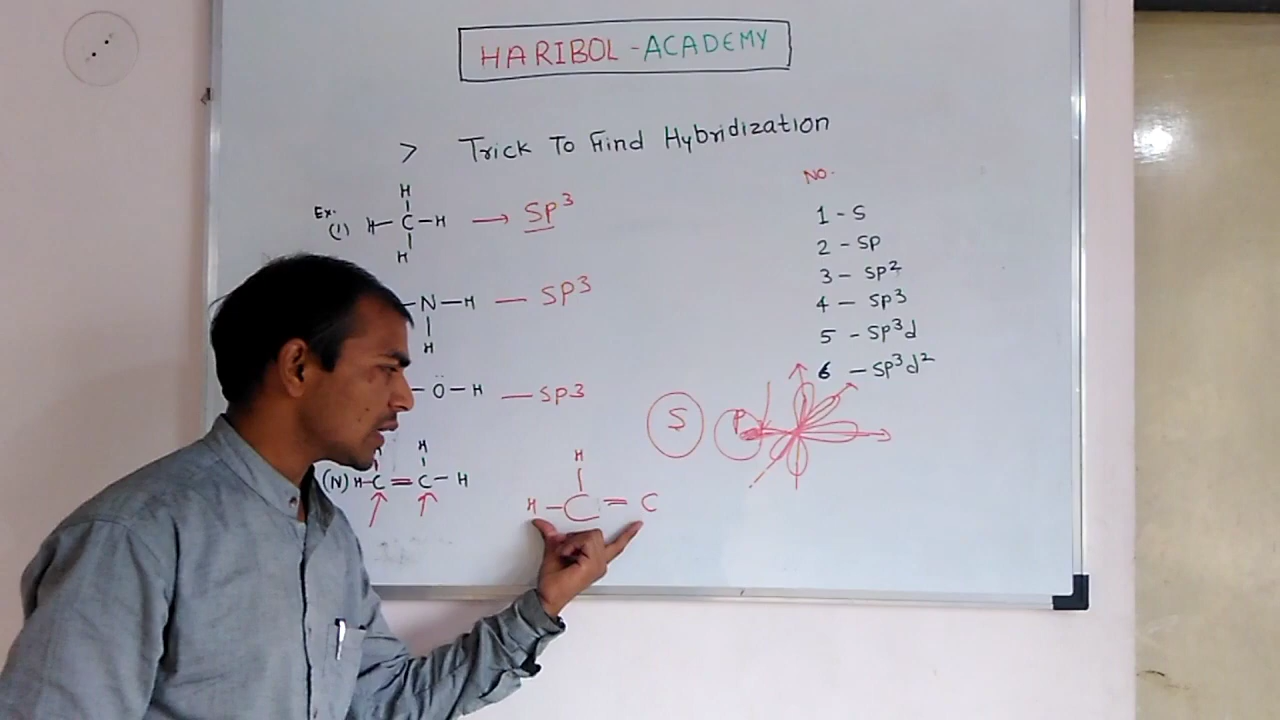 HARIBOL - ACADEMY
> Trick To Find Hybridization
Ex.
(1)
H
H-C-H → SP3
H
-N-H — SP3
H
-Ö-H — SP3
H
(N) H-C=C-H
H
H-C=C
S P
NO.
1 - S
2 - SP
3 - SP2
4 - SP3
5 - SP3d
6 - SP3d2